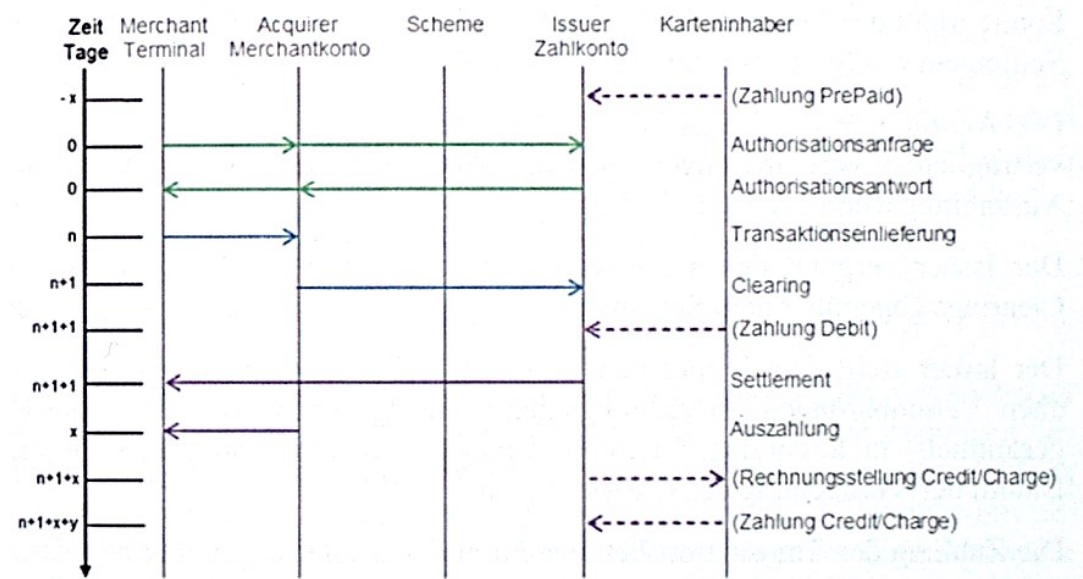 Zeit Merchant Acquirer Scheme Issuer Karteninhaber
Tage Terminal Merchantkonto Zahlkonto
- x (Zahlung PrePaid)
0 Authorisationsanfrage
0 Authorisationsantwort
n Transaktionseinlieferung
n+1 Clearing
n+1+1 (Zahlung Debit)
n+1+1 Settlement
x Auszahlung
n+1+x (Rechnungsstellung Credit/Charge)
n+1+x+y (Zahlung Credit/Charge)